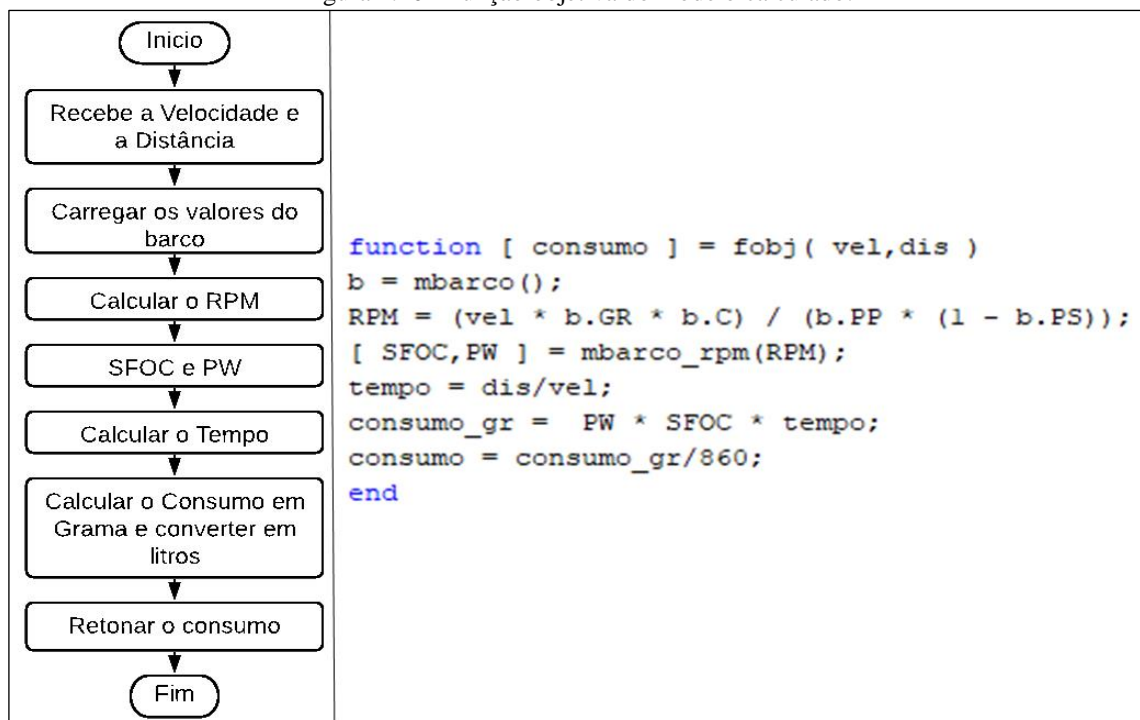 Inicio
Recebe a Velocidade e
a Distância
Carregar os valores do
barco
Calcular o RPM
SFOC e PW
Calcular o Tempo
Calcular o Consumo em
Grama e converter em
litros
Retonar o consumo
Fim
function [ consumo ] = fobj( vel,dis )
b = mbarco();
RPM = (vel * b.GR * b.C) / (b.PP * (1 - b.PS));
[ SFOC,PW ] = mbarco_rpm(RPM);
tempo = dis/vel;
consumo_gr =  PW * SFOC * tempo;
consumo = consumo_gr/860;
end